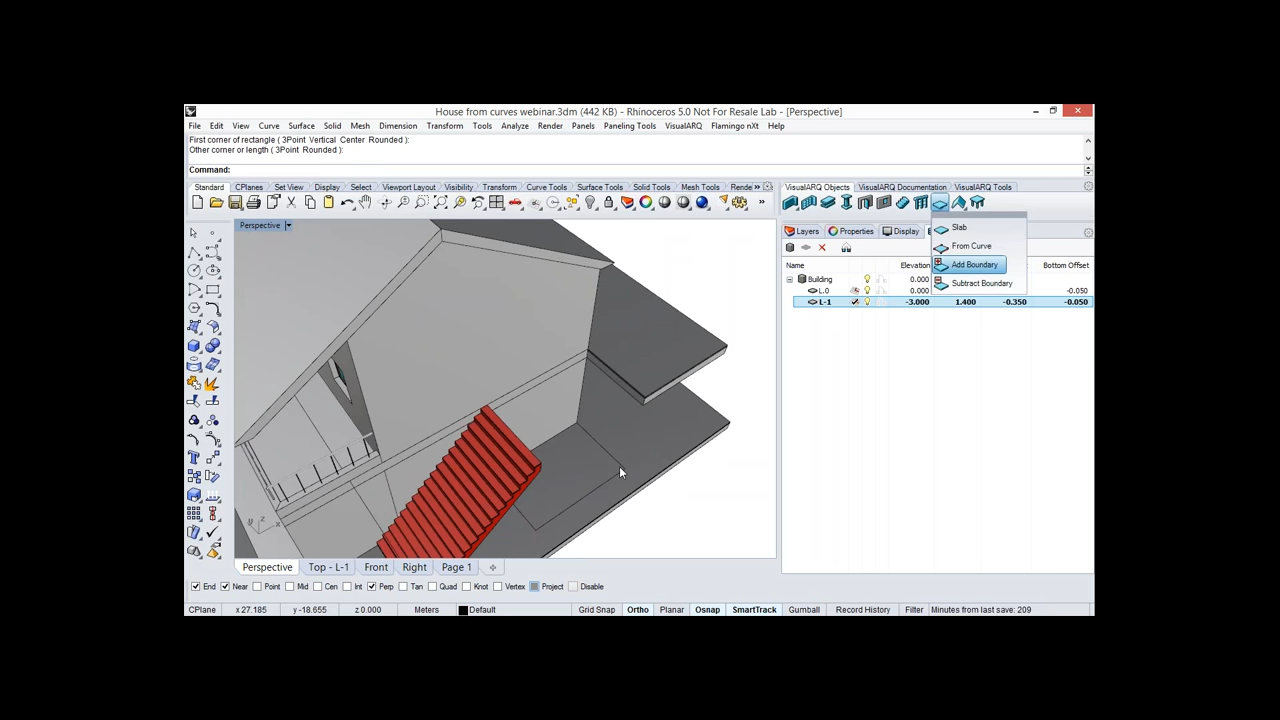 House from curves webinar.3dm (442 KB) - Rhinoceros 5.0 Not For Resale Lab - [Perspective]
File Edit View Curve Surface Solid Mesh Dimension Transform Tools Analyze Render Panels Paneling Tools VisualARQ Flamingo nXt Help
First corner of rectangle ( 3Point Vertical Center Rounded ):
Other corner or length ( 3Point Rounded ):
Command:
Standard CPlanes Set View Display Select Viewport Layout Visibility Transform Curve Tools Surface Tools Solid Tools Mesh Tools Rende »
VisualARQ Objects VisualARQ Documentation VisualARQ Tools
Perspective
Slab
From Curve
Add Boundary
Subtract Boundary
Layers Properties Display
Name Elevation Bottom Offset
Building 0.000
L.0 0.000 -0.050
L-1 -3.000 1.400 -0.350 -0.050
z
y
x
Perspective Top - L-1 Front Right Page 1
End Near Point Mid Cen Int Perp Tan Quad Knot Vertex Project Disable
CPlane x 27.185 y -18.655 z 0.000 Meters Default Grid Snap Ortho Planar Osnap SmartTrack Gumball Record History Filter Minutes from last save: 209